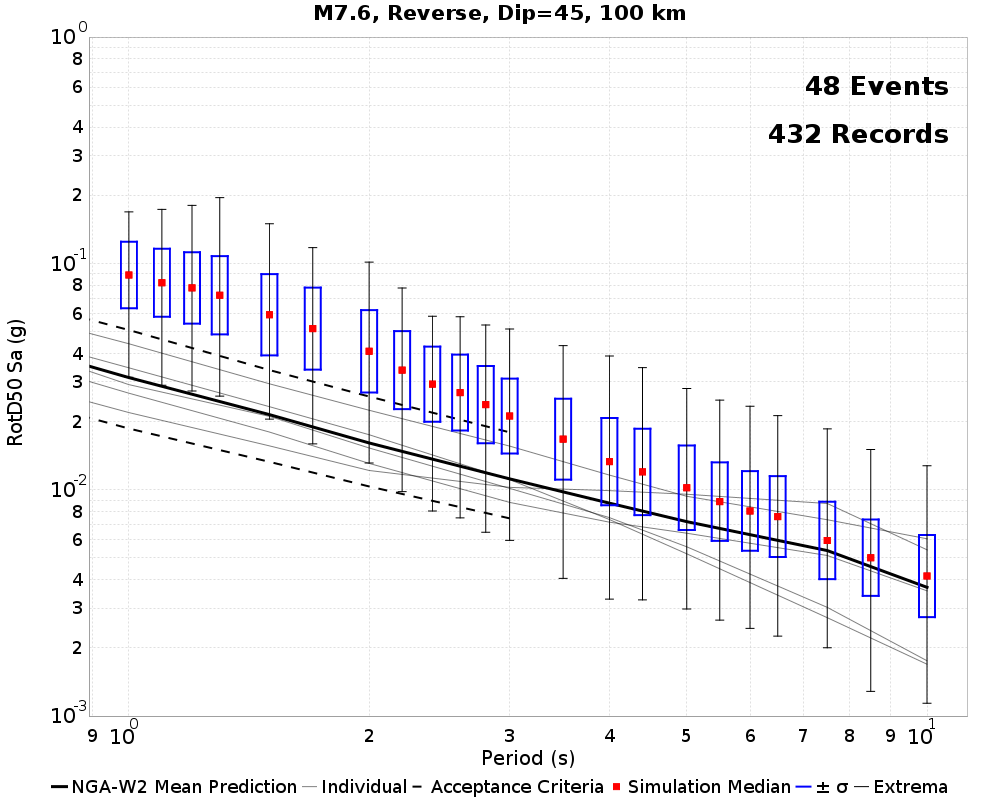 M7.6, Reverse, Dip=45, 100 km
48 Events
432 Records
RotD50 Sa (g)
10^0
8
6
4
3
2
10^-1
8
6
4
3
2
10^-2
8
6
4
3
2
10^-3
9 10^0 2 3 4 5 6 7 8 9 10^1
Period (s)
NGA-W2 Mean Prediction Individual Acceptance Criteria Simulation Median ± σ Extrema